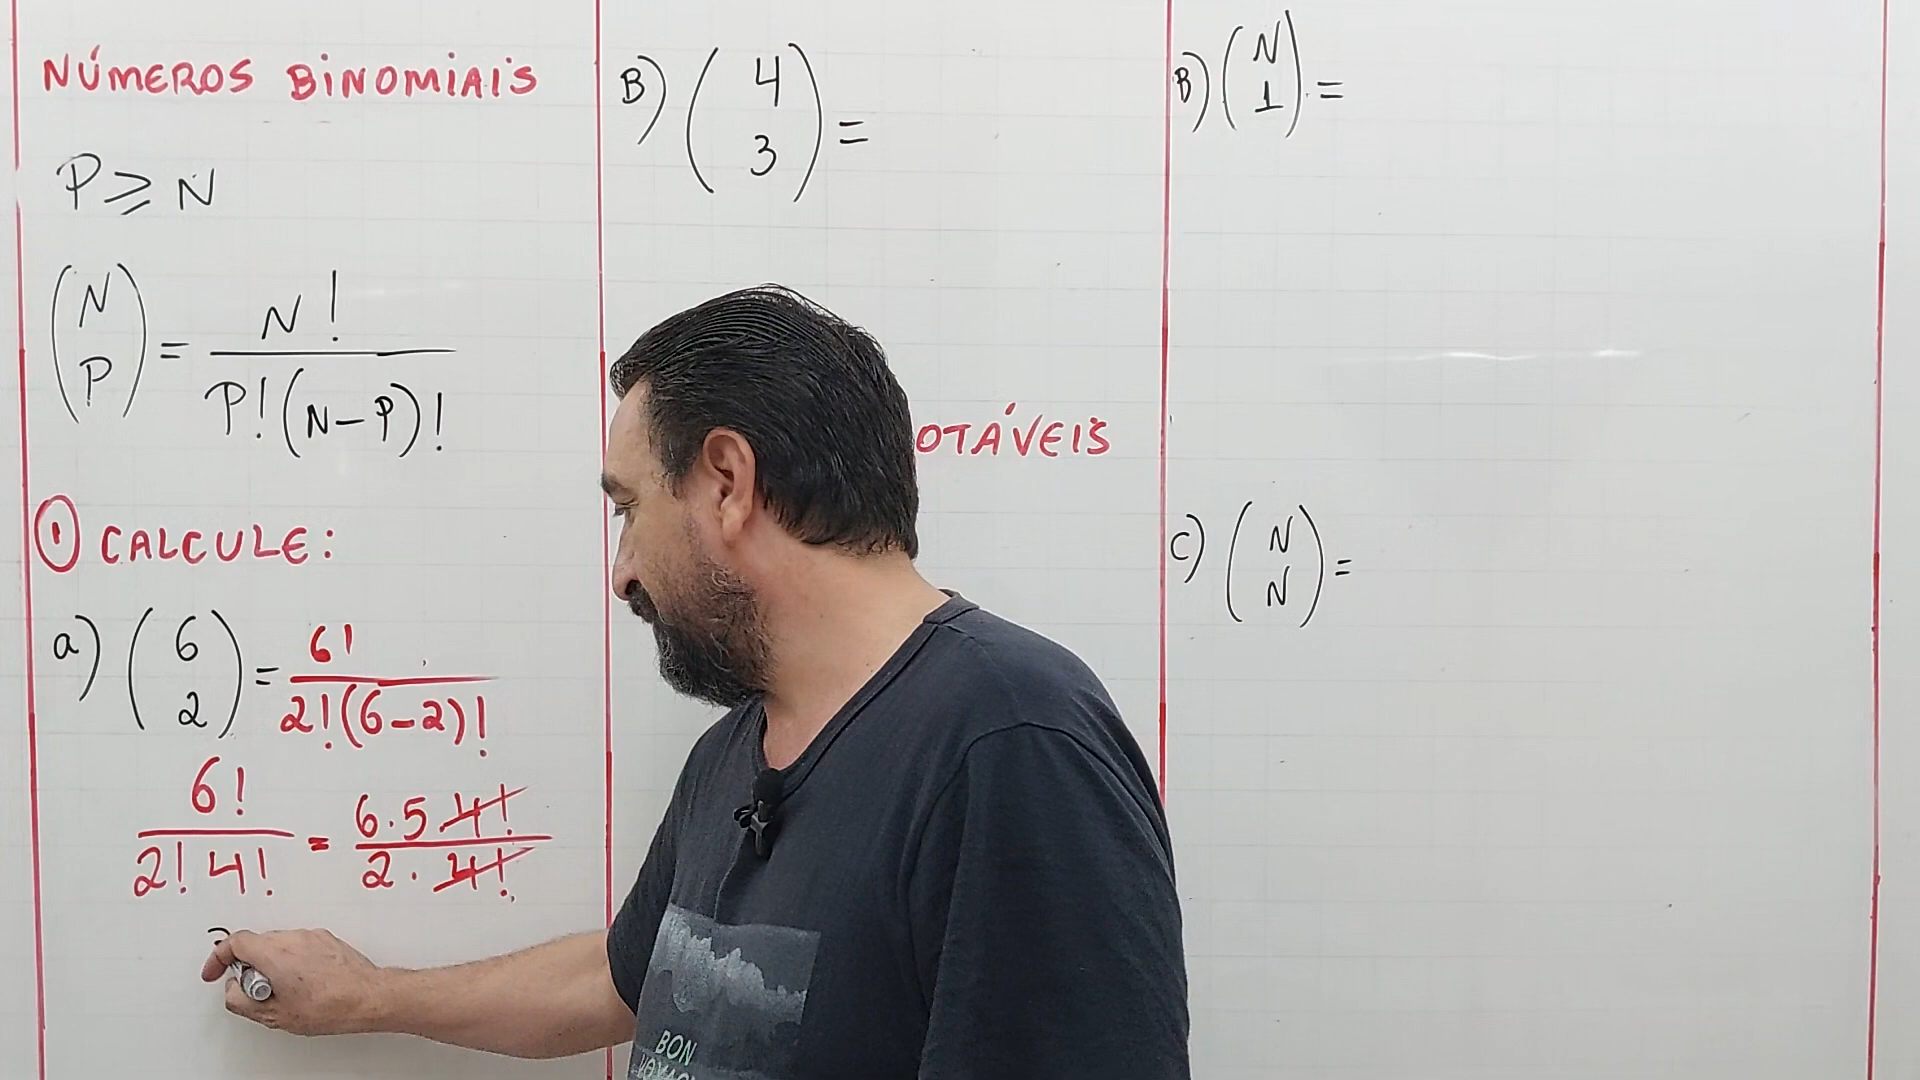 NÚMEROS BINOMIAIS
P ≥ N
(N P) = N! / P!(N-P)!
① CALCULE:
a) (6 2) = 6! / 2!(6-2)!
6! / 2! 4! = 6.5 4! / 2 . 4!
B) (4 3) =
B) (N 1) =
C) (N N) =
BON